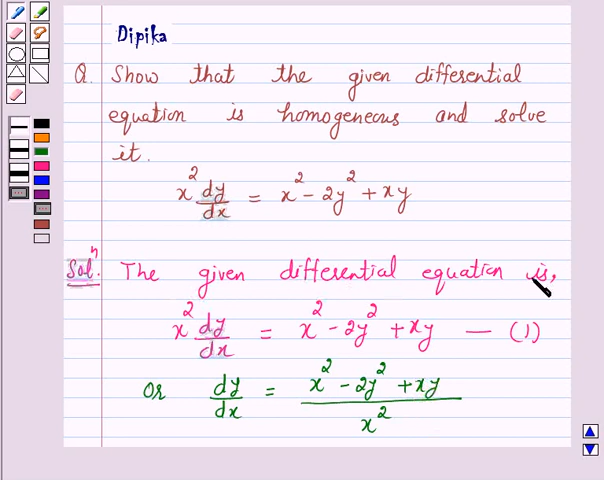 Dipika
Q. Show that the given differential
equation is homogeneous and solve
it.
x² dy/dx = x² - 2y² + xy
Solⁿ. The given differential equation is,
x² dy/dx = x² - 2y² + xy — (1)
Or dy/dx = (x² - 2y² + xy)/x²